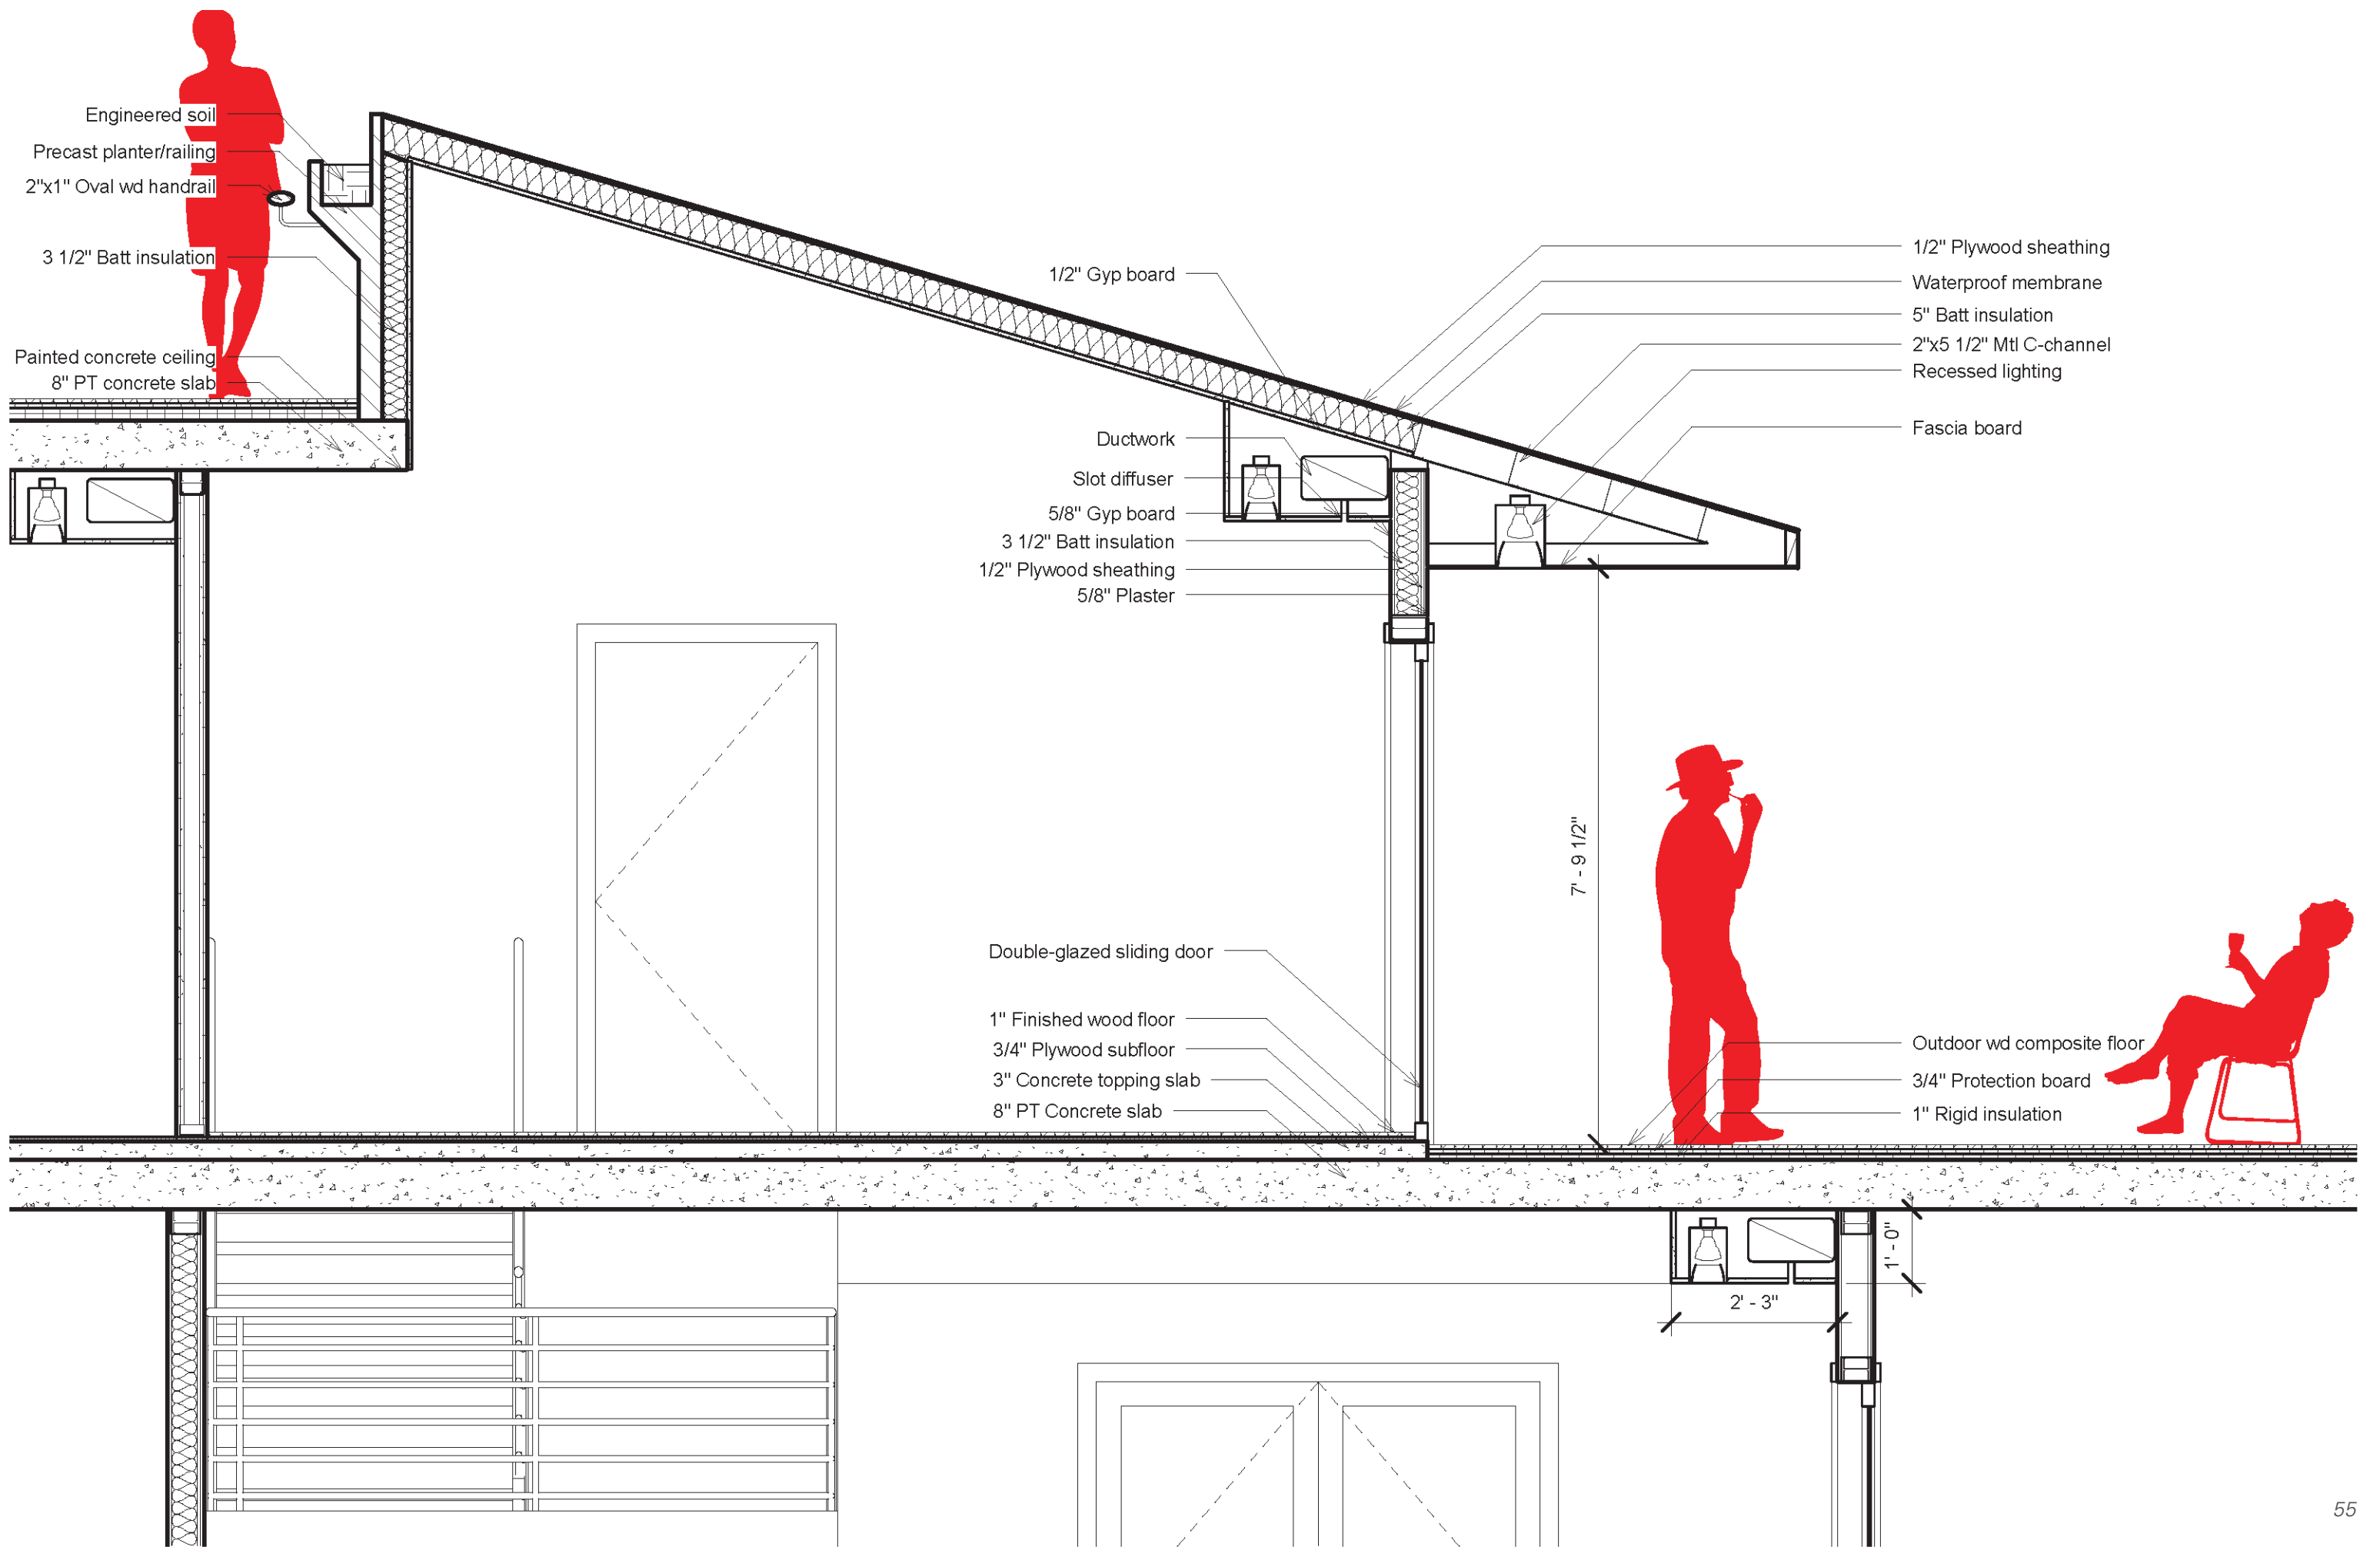 Engineered soil
Precast planter/railing
2"x1" Oval wd handrail
3 1/2" Batt insulation
Painted concrete ceiling
8" PT concrete slab
1/2" Gyp board
Ductwork
Slot diffuser
5/8" Gyp board
3 1/2" Batt insulation
1/2" Plywood sheathing
5/8" Plaster
1/2" Plywood sheathing
Waterproof membrane
5" Batt insulation
2"x5 1/2" Mtl C-channel
Recessed lighting
Fascia board
7' - 9 1/2"
Double-glazed sliding door
1" Finished wood floor
3/4" Plywood subfloor
3" Concrete topping slab
8" PT Concrete slab
Outdoor wd composite floor
3/4" Protection board
1" Rigid insulation
1' - 0"
2' - 3"
55